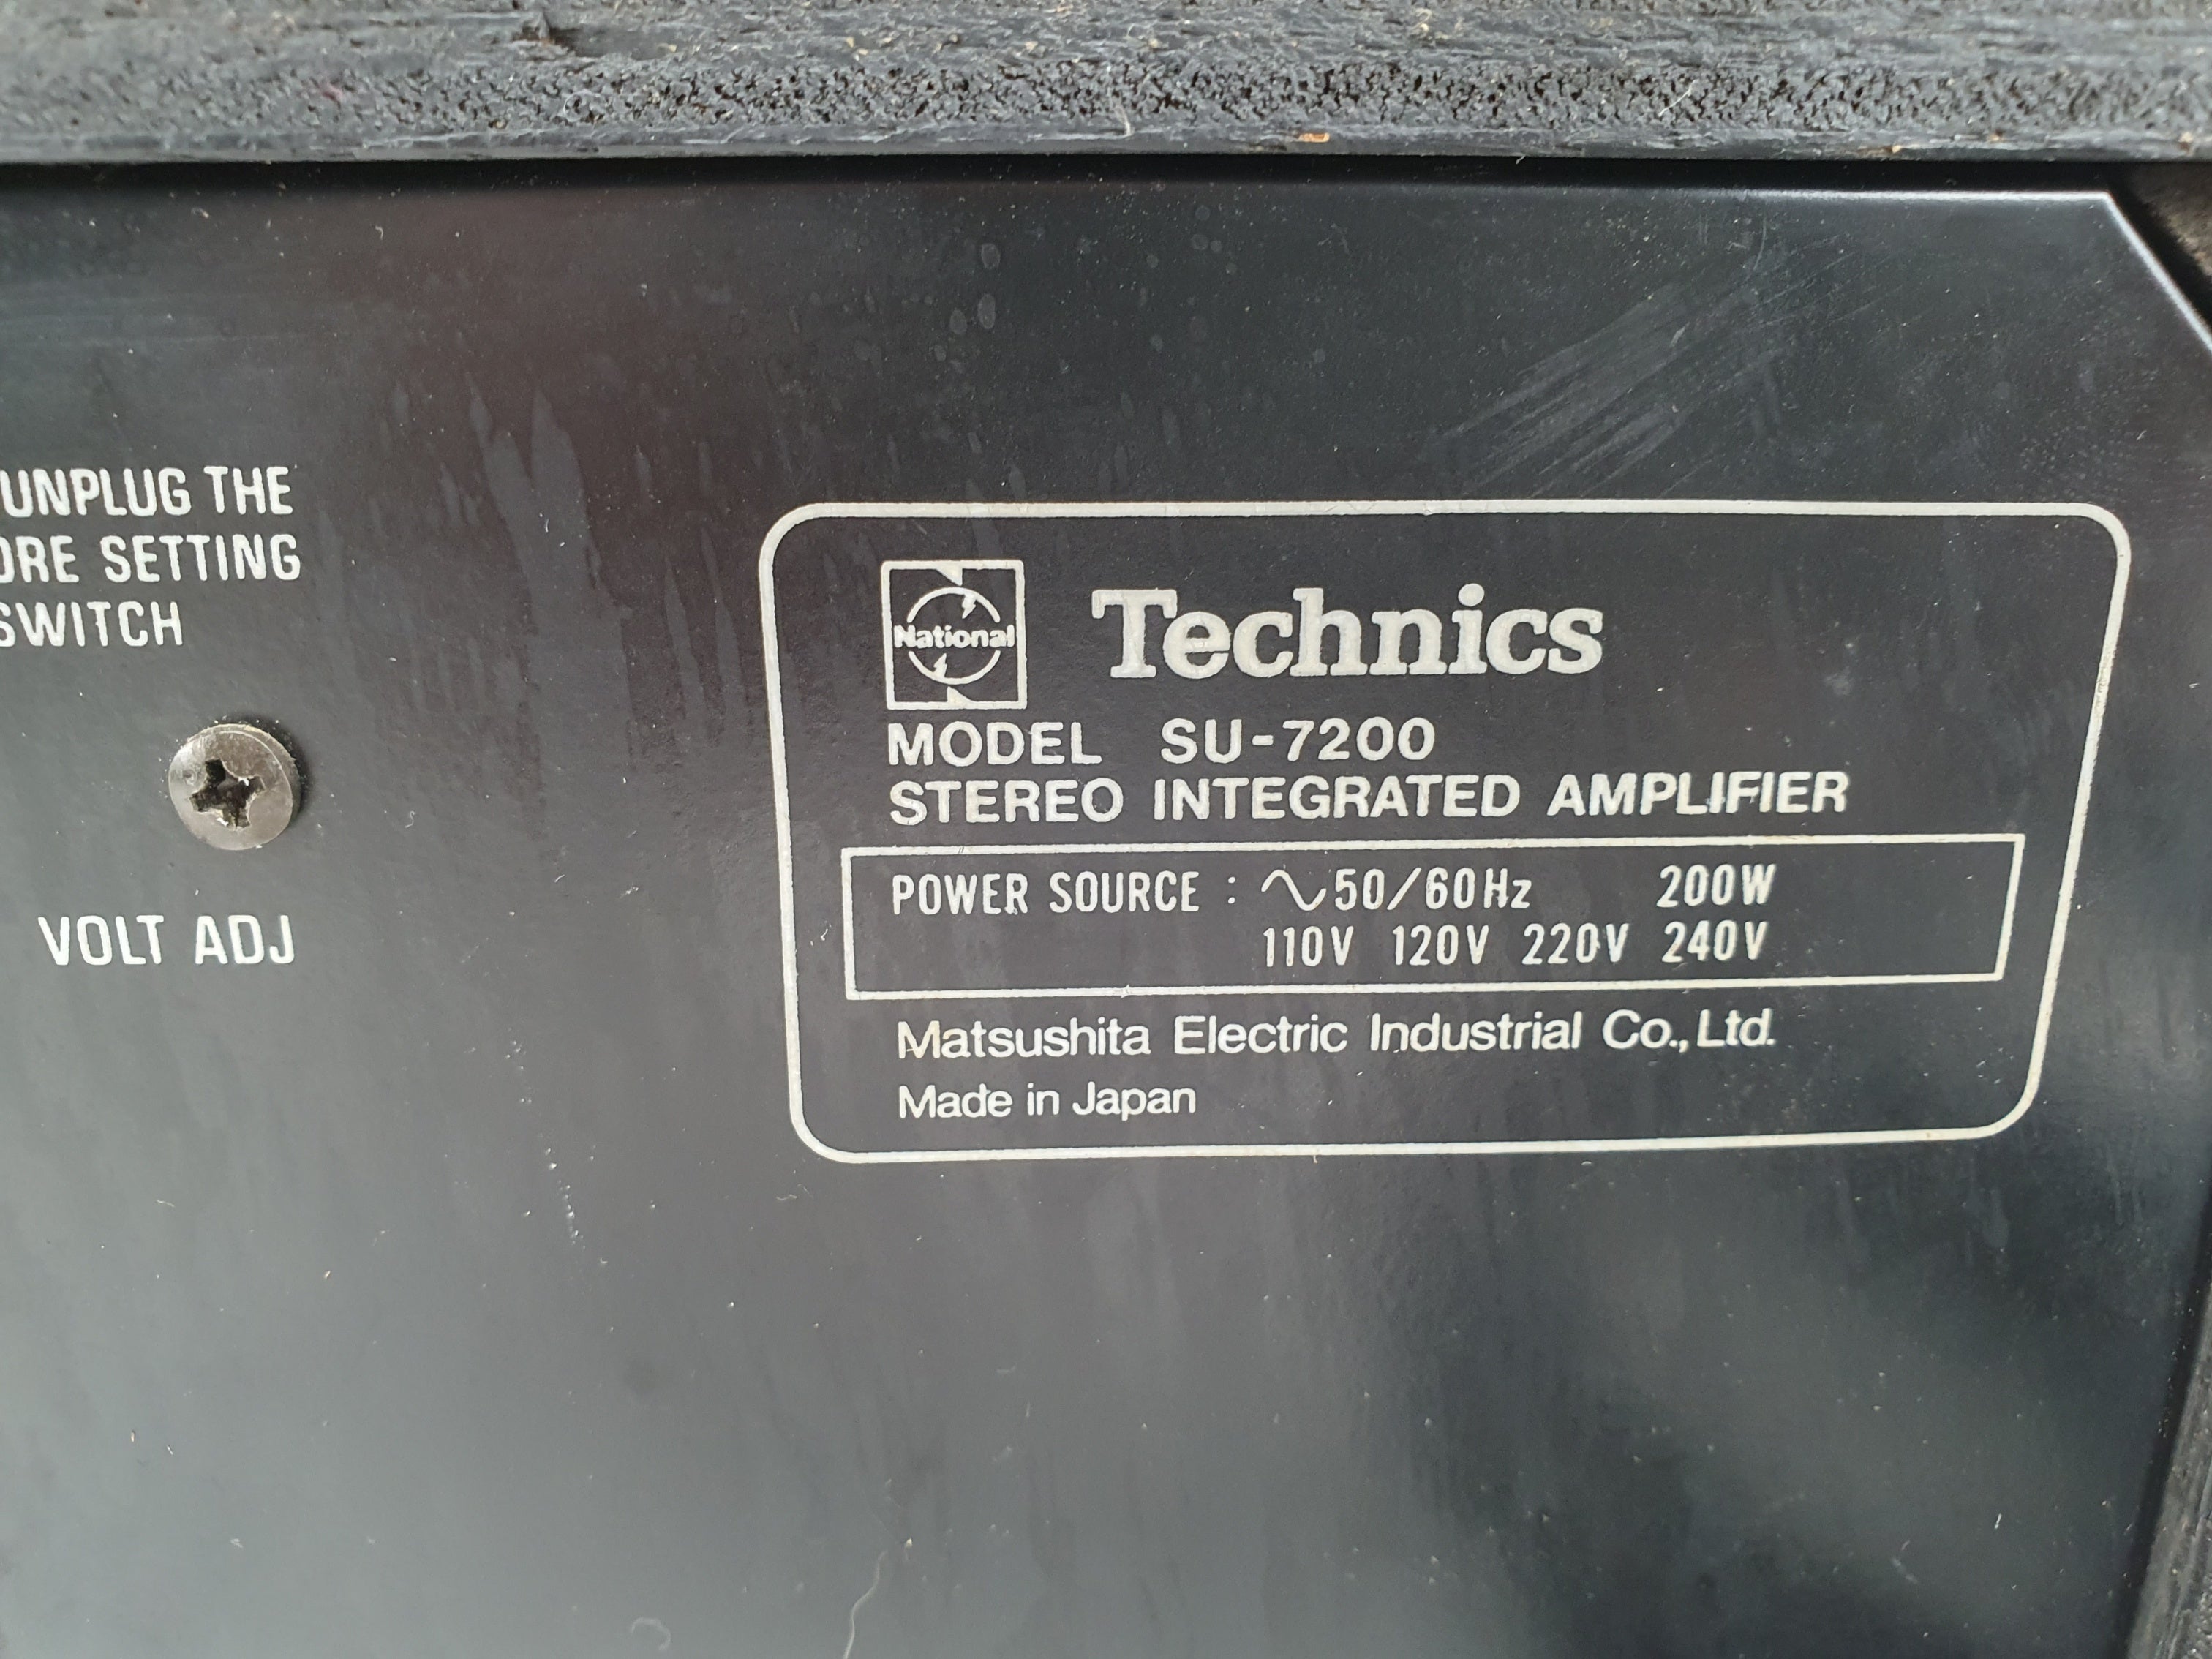 UNPLUG THE
ORE SETTING
SWITCH
VOLT ADJ
National
Technics
MODEL SU-7200
STEREO INTEGRATED AMPLIFIER
POWER SOURCE : ∿50/60Hz 200W
110V 120V 220V 240V
Matsushita Electric Industrial Co.,Ltd.
Made in Japan